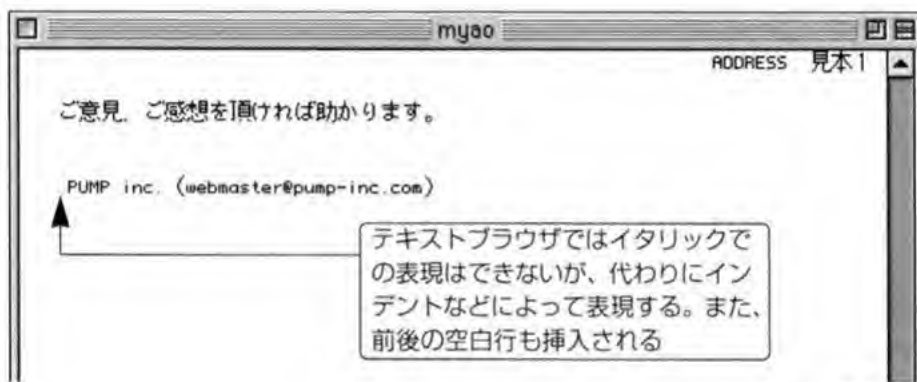 myao
ADDRESS 見本1
ご意見、ご感想を頂ければ助かります。
PUMP inc. (webmaster@pump-inc.com)
テキストブラウザではイタリックで
の表現はできないが、代わりにイン
デントなどによって表現する。また、
前後の空白行も挿入される